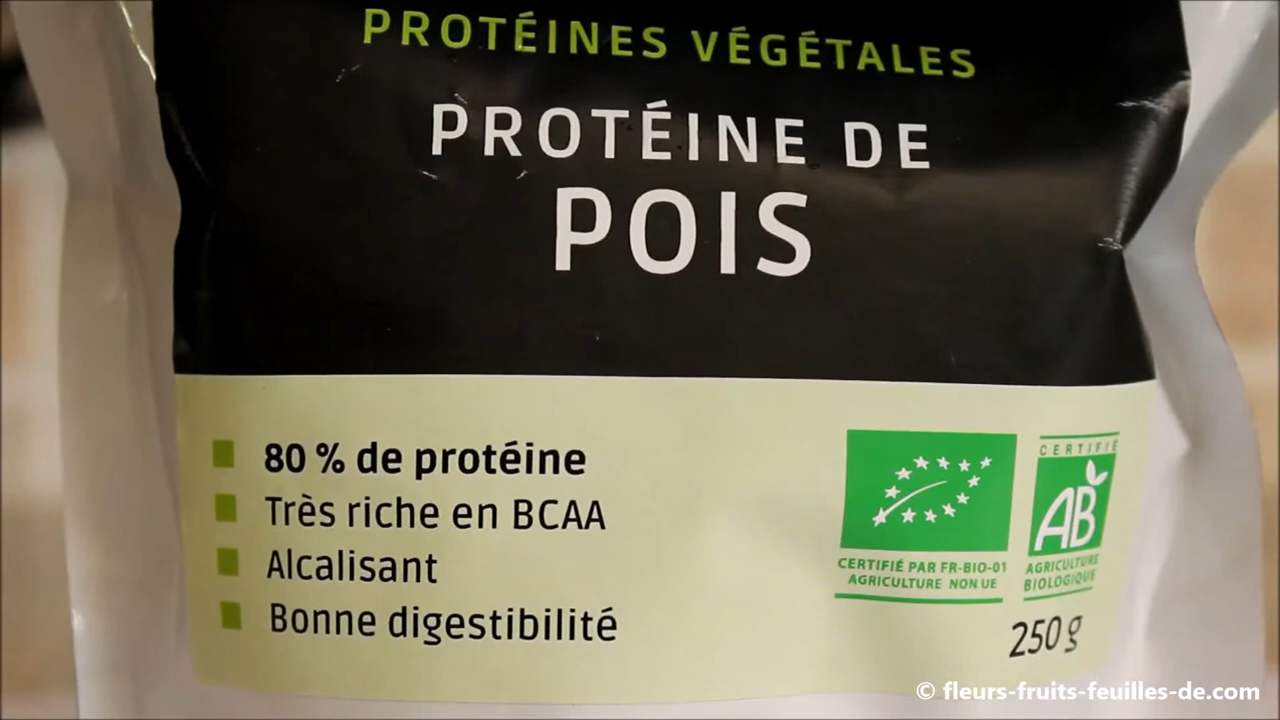 PROTÉINES VÉGÉTALES
PROTÉINE DE
POIS
80 % de protéine
Très riche en BCAA
Alcalisant
Bonne digestibilité
CERTIFIÉ PAR FR-BIO-01
AGRICULTURE NON UE
CERTIFIÉ
AB
AGRICULTURE
BIOLOGIQUE
250 g
© fleurs-fruits-feuilles-de.com